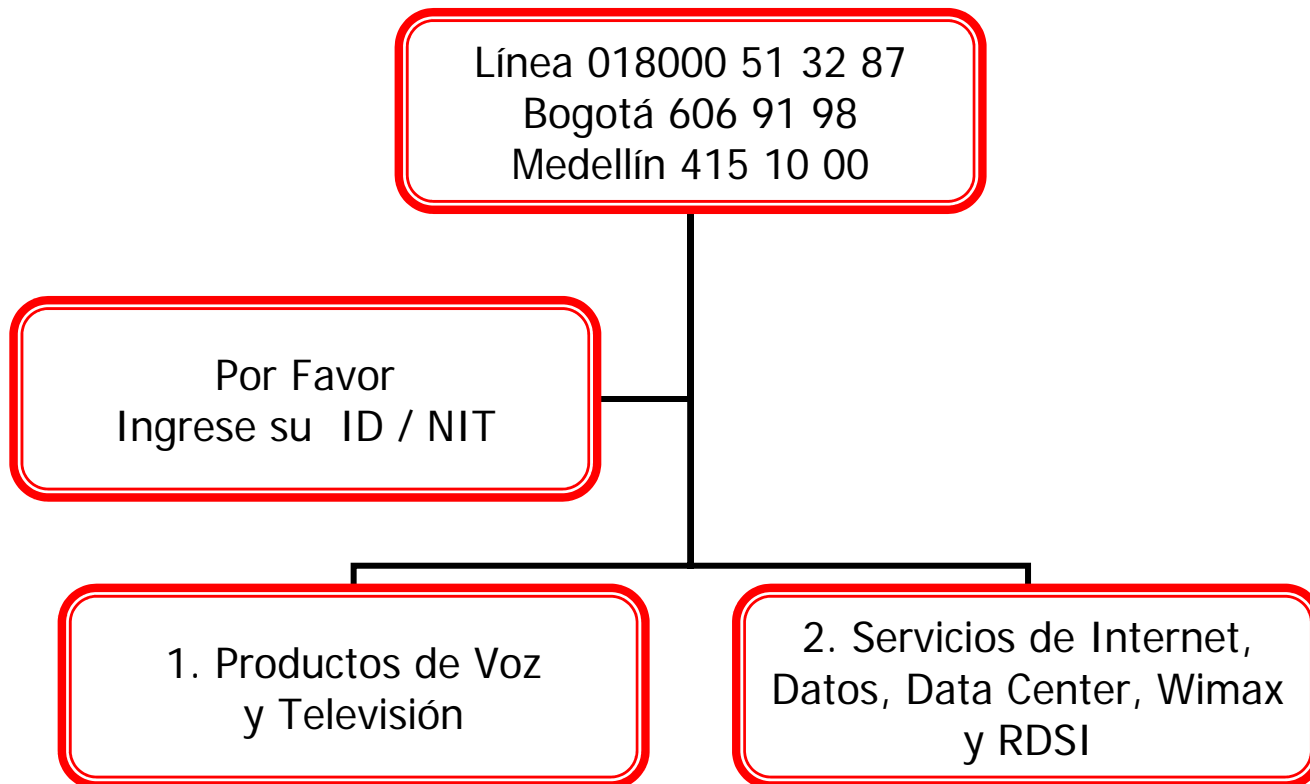 Línea 018000 51 32 87
Bogotá 606 91 98
Medellín 415 10 00
Por Favor
Ingrese su ID / NIT
1. Productos de Voz
y Televisión
2. Servicios de Internet,
Datos, Data Center, Wimax
y RDSI